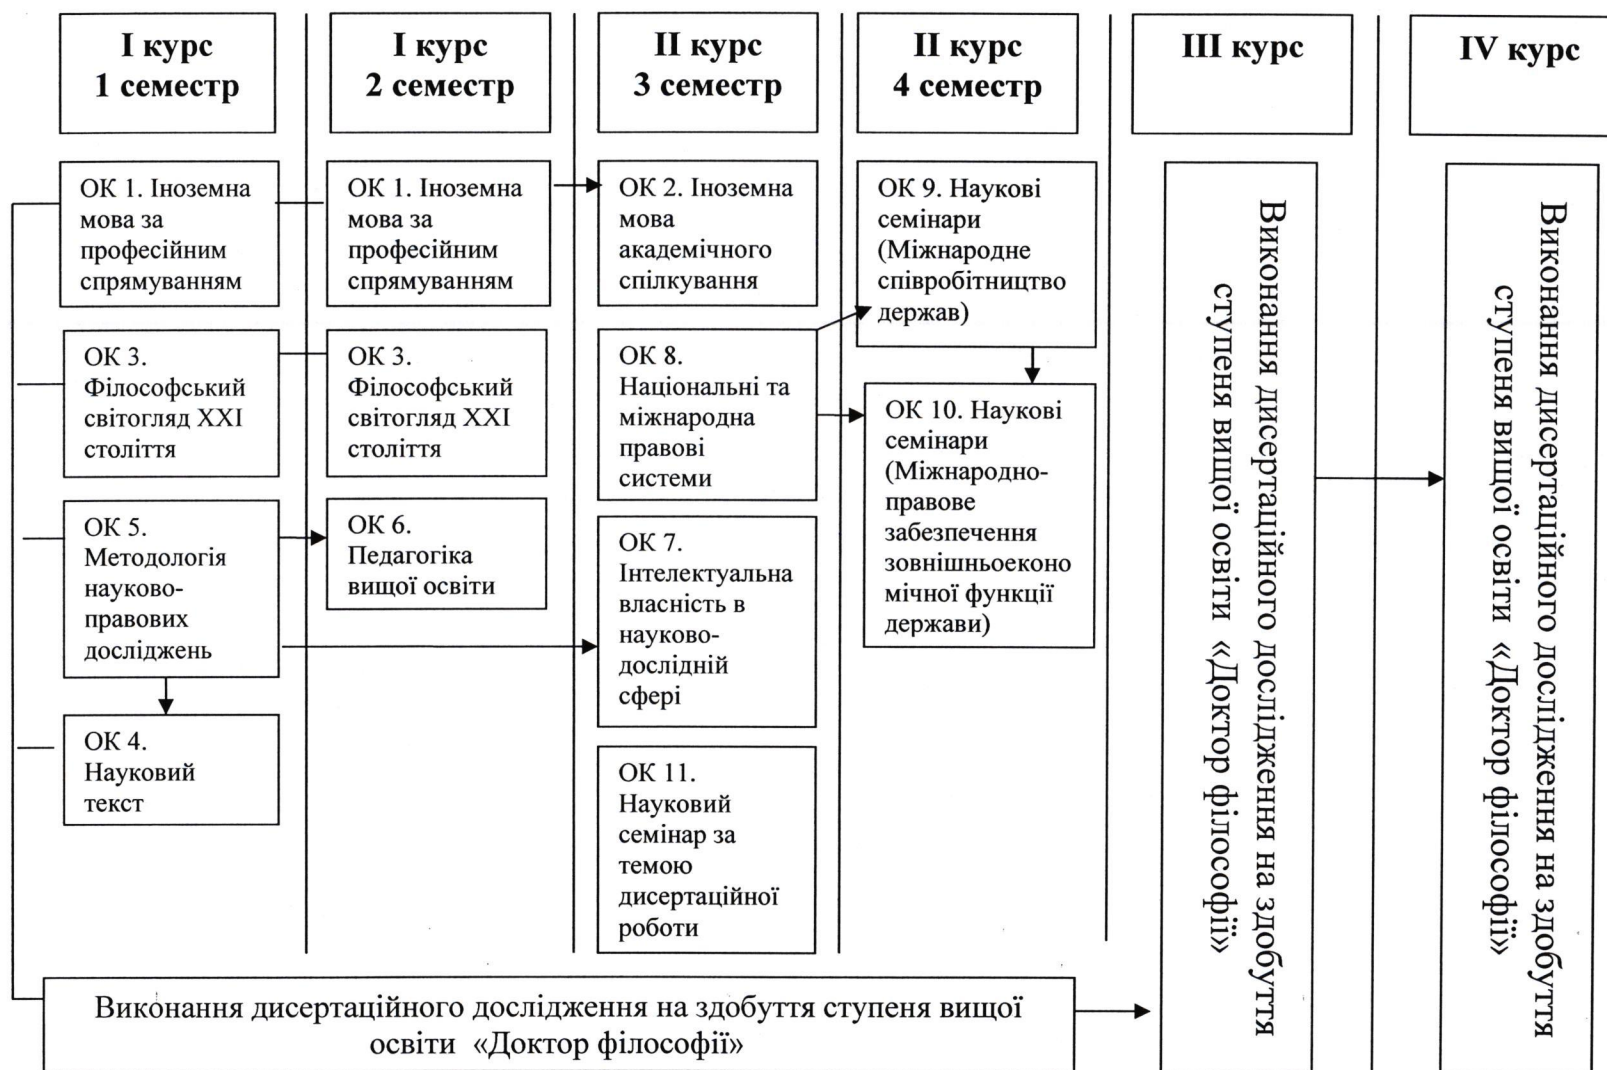 I курс
1 семестр
I курс
2 семестр
II курс
3 семестр
II курс
4 семестр
III курс
IV курс
ОК 1. Іноземна
мова за
професійним
спрямуванням
ОК 3.
Філософський
світогляд ХХІ
століття
ОК 5.
Методологія
науково-
правових
досліджень
ОК 4.
Науковий
текст
ОК 1. Іноземна
мова за
професійним
спрямуванням
ОК 3.
Філософський
світогляд ХХІ
століття
ОК 6.
Педагогіка
вищої освіти
ОК 2. Іноземна
мова
академічного
спілкування
ОК 8.
Національні та
міжнародна
правові
системи
ОК 7.
Інтелектуальна
власність в
науково-
дослідній
сфері
ОК 11.
Науковий
семінар за
темою
дисертаційної
роботи
ОК 9. Наукові
семінари
(Міжнародне
співробітництво
держав)
ОК 10. Наукові
семінари
(Міжнародно-
правове
забезпечення
зовнішньоеконо
мічної функції
держави)
Виконання дисертаційного дослідження на здобуття
ступеня вищої освіти «Доктор філософії»
Виконання дисертаційного дослідження на здобуття
ступеня вищої освіти «Доктор філософії»
Виконання дисертаційного дослідження на здобуття ступеня вищої
освіти «Доктор філософії»